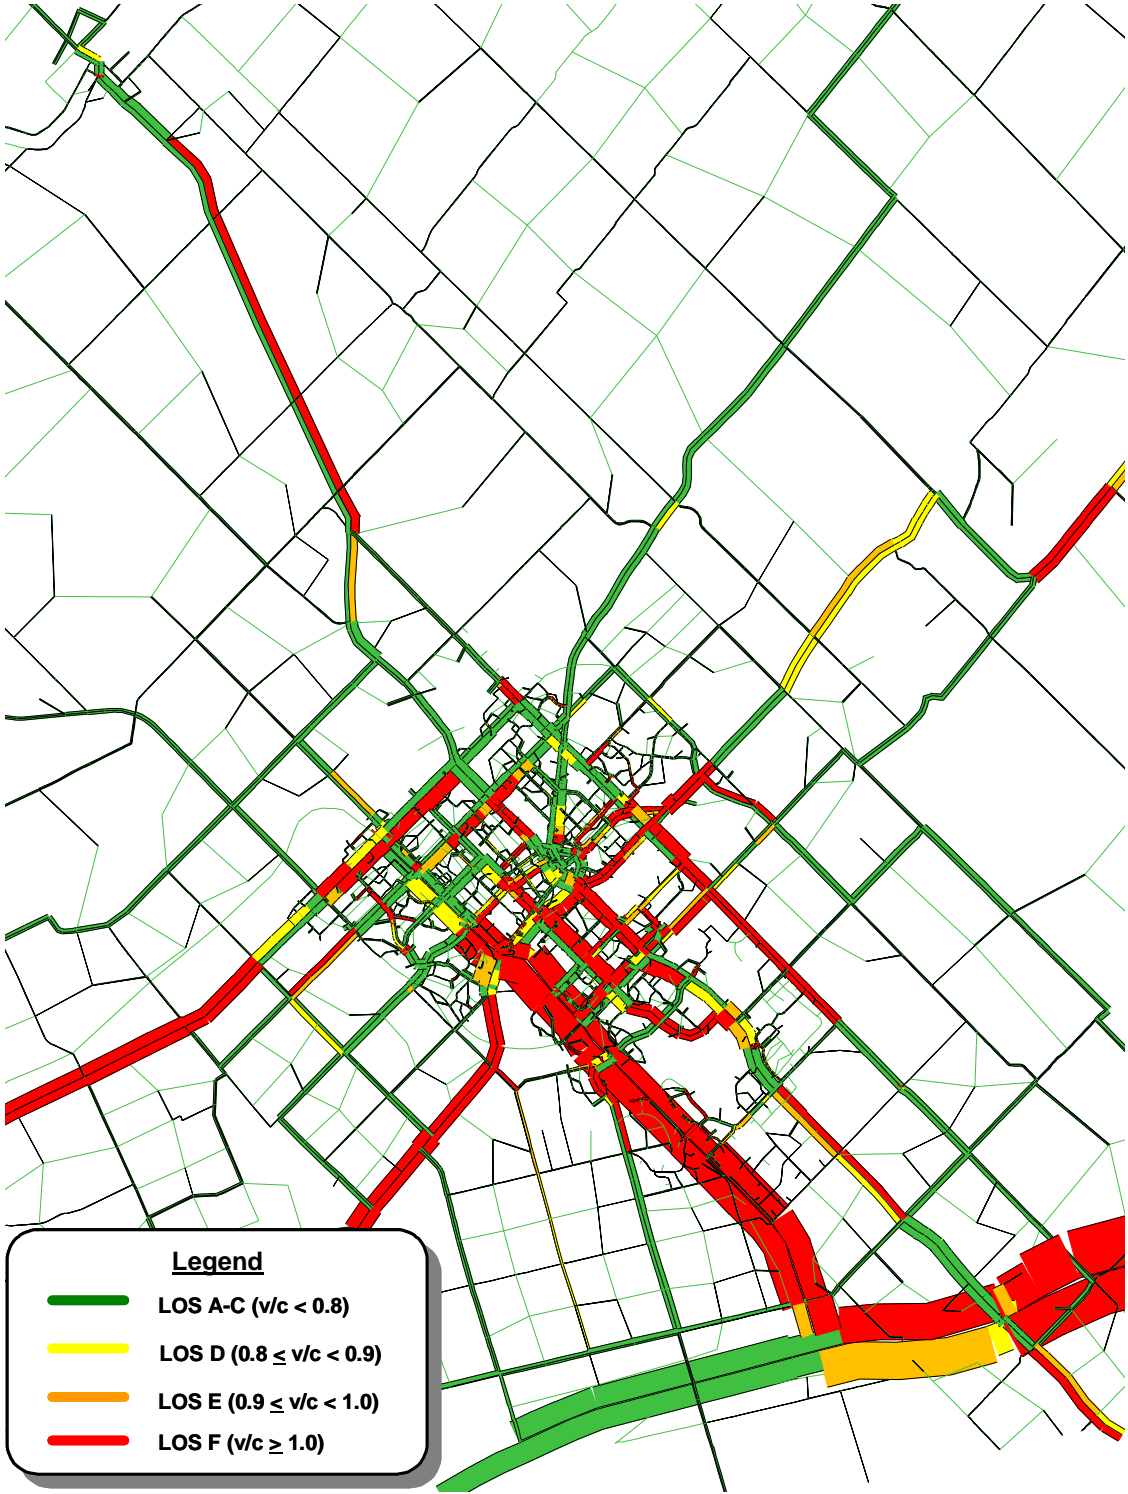 Legend
LOS A-C (v/c < 0.8)
LOS D (0.8 ≤ v/c < 0.9)
LOS E (0.9 ≤ v/c < 1.0)
LOS F (v/c ≥ 1.0)